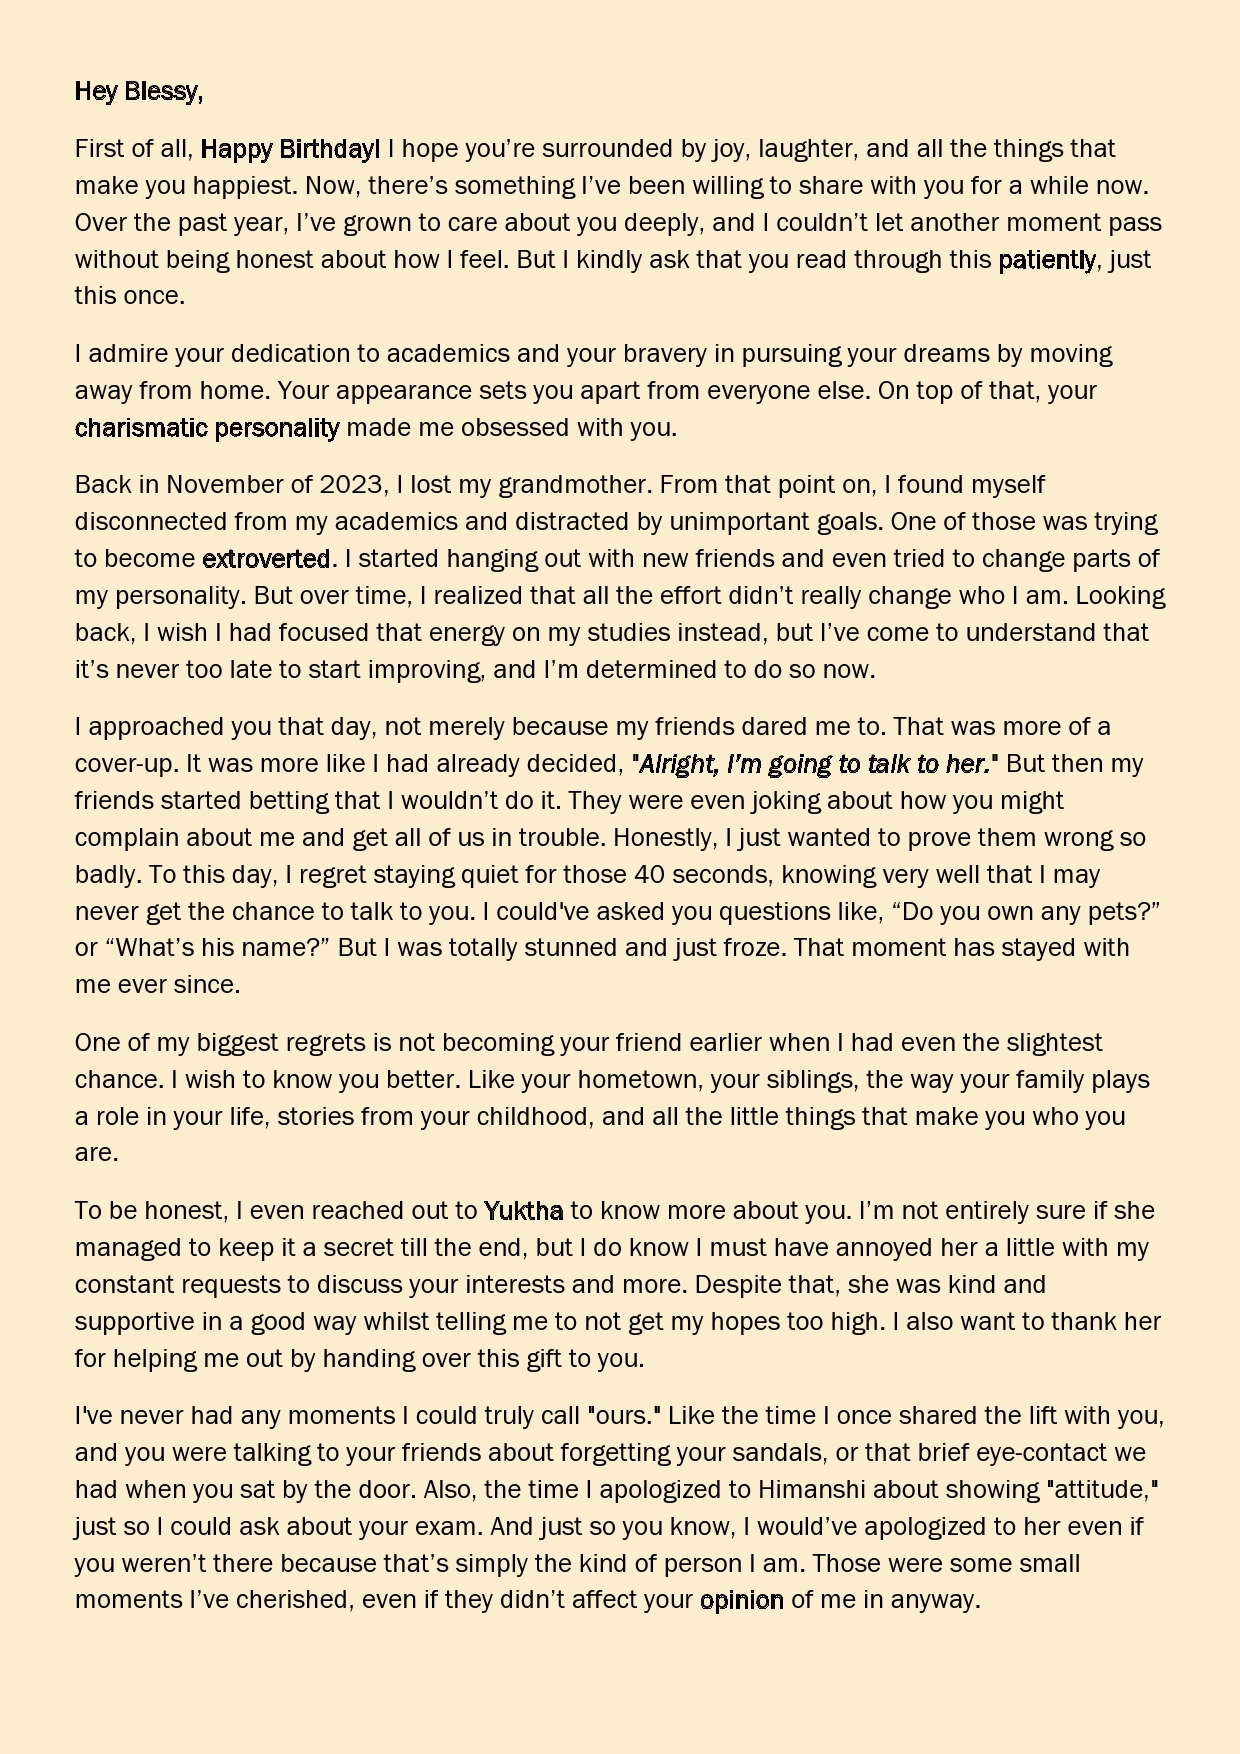 Hey Blessy,
First of all, Happy Birthday! I hope you’re surrounded by joy, laughter, and all the things that
make you happiest. Now, there’s something I’ve been willing to share with you for a while now.
Over the past year, I’ve grown to care about you deeply, and I couldn’t let another moment pass
without being honest about how I feel. But I kindly ask that you read through this patiently, just
this once.
I admire your dedication to academics and your bravery in pursuing your dreams by moving
away from home. Your appearance sets you apart from everyone else. On top of that, your
charismatic personality made me obsessed with you.
Back in November of 2023, I lost my grandmother. From that point on, I found myself
disconnected from my academics and distracted by unimportant goals. One of those was trying
to become extroverted. I started hanging out with new friends and even tried to change parts of
my personality. But over time, I realized that all the effort didn’t really change who I am. Looking
back, I wish I had focused that energy on my studies instead, but I’ve come to understand that
it’s never too late to start improving, and I’m determined to do so now.
I approached you that day, not merely because my friends dared me to. That was more of a
cover-up. It was more like I had already decided, "Alright, I’m going to talk to her." But then my
friends started betting that I wouldn’t do it. They were even joking about how you might
complain about me and get all of us in trouble. Honestly, I just wanted to prove them wrong so
badly. To this day, I regret staying quiet for those 40 seconds, knowing very well that I may
never get the chance to talk to you. I could've asked you questions like, “Do you own any pets?”
or “What’s his name?” But I was totally stunned and just froze. That moment has stayed with
me ever since.
One of my biggest regrets is not becoming your friend earlier when I had even the slightest
chance. I wish to know you better. Like your hometown, your siblings, the way your family plays
a role in your life, stories from your childhood, and all the little things that make you who you
are.
To be honest, I even reached out to Yuktha to know more about you. I’m not entirely sure if she
managed to keep it a secret till the end, but I do know I must have annoyed her a little with my
constant requests to discuss your interests and more. Despite that, she was kind and
supportive in a good way whilst telling me to not get my hopes too high. I also want to thank her
for helping me out by handing over this gift to you.
I've never had any moments I could truly call "ours." Like the time I once shared the lift with you,
and you were talking to your friends about forgetting your sandals, or that brief eye-contact we
had when you sat by the door. Also, the time I apologized to Himanshi about showing "attitude,"
just so I could ask about your exam. And just so you know, I would’ve apologized to her even if
you weren’t there because that’s simply the kind of person I am. Those were some small
moments I’ve cherished, even if they didn’t affect your opinion of me in anyway.